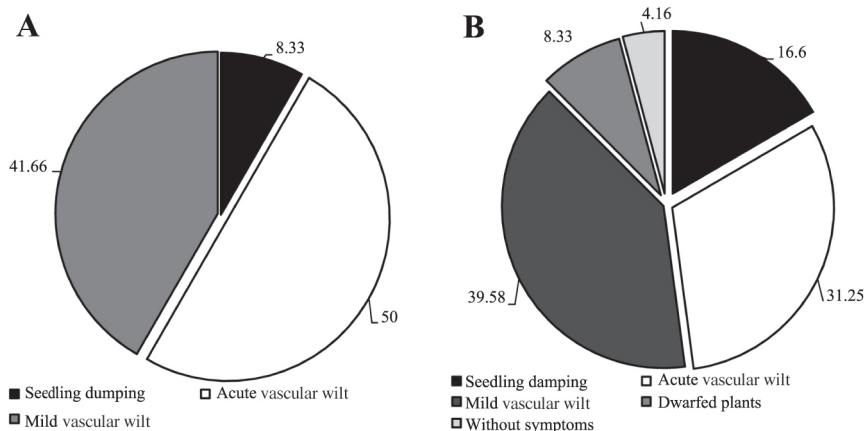 A
8.33
41.66
50
Seedling dumping
Acute vascular wilt
Mild vascular wilt
B
4.16
8.33
16.6
39.58
31.25
Seedling dumping
Acute vascular wilt
Mild vascular wilt
Dwarfed plants
Without symptoms